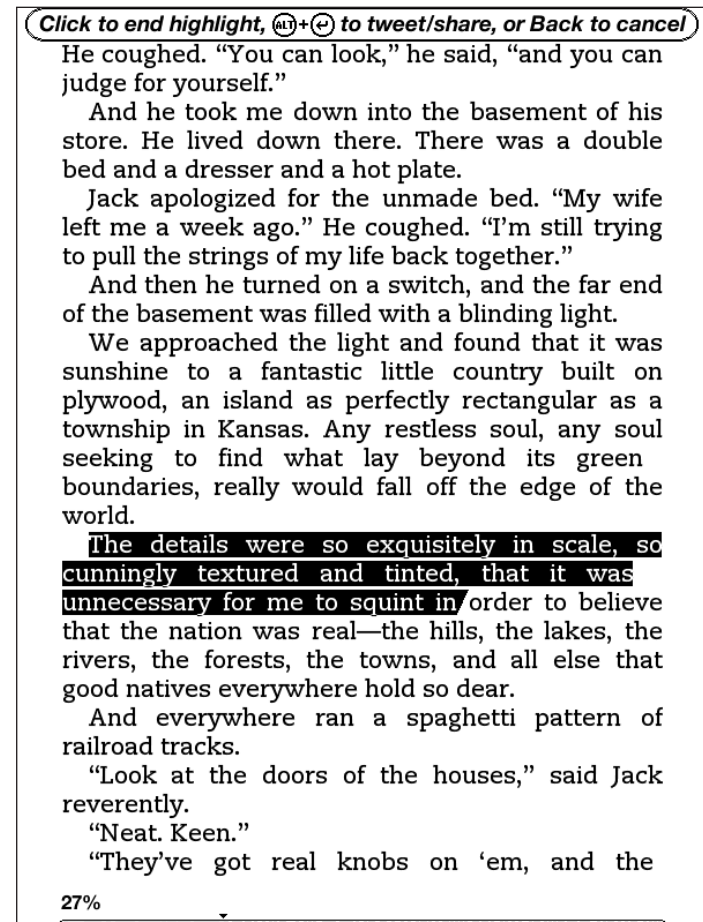 Click to end highlight, ALT+↵ to tweet/share, or Back to cancel
He coughed. “You can look,” he said, “and you can
judge for yourself.”
And he took me down into the basement of his
store. He lived down there. There was a double
bed and a dresser and a hot plate.
Jack apologized for the unmade bed. “My wife
left me a week ago.” He coughed. “I’m still trying
to pull the strings of my life back together.”
And then he turned on a switch, and the far end
of the basement was filled with a blinding light.
We approached the light and found that it was
sunshine to a fantastic little country built on
plywood, an island as perfectly rectangular as a
township in Kansas. Any restless soul, any soul
seeking to find what lay beyond its green
boundaries, really would fall off the edge of the
world.
The details were so exquisitely in scale, so
cunningly textured and tinted, that it was
unnecessary for me to squint in order to believe
that the nation was real—the hills, the lakes, the
rivers, the forests, the towns, and all else that
good natives everywhere hold so dear.
And everywhere ran a spaghetti pattern of
railroad tracks.
“Look at the doors of the houses,” said Jack
reverently.
“Neat. Keen.”
“They’ve got real knobs on ‘em, and the
27%